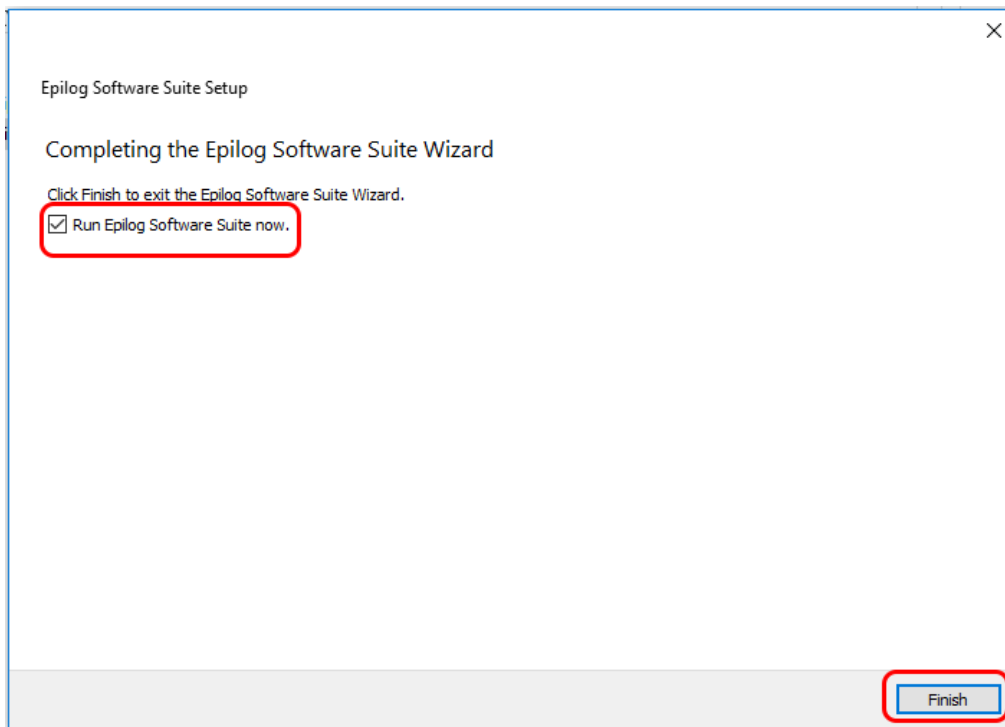 Epilog Software Suite Setup
Completing the Epilog Software Suite Wizard
Click Finish to exit the Epilog Software Suite Wizard.
Run Epilog Software Suite now.
Finish